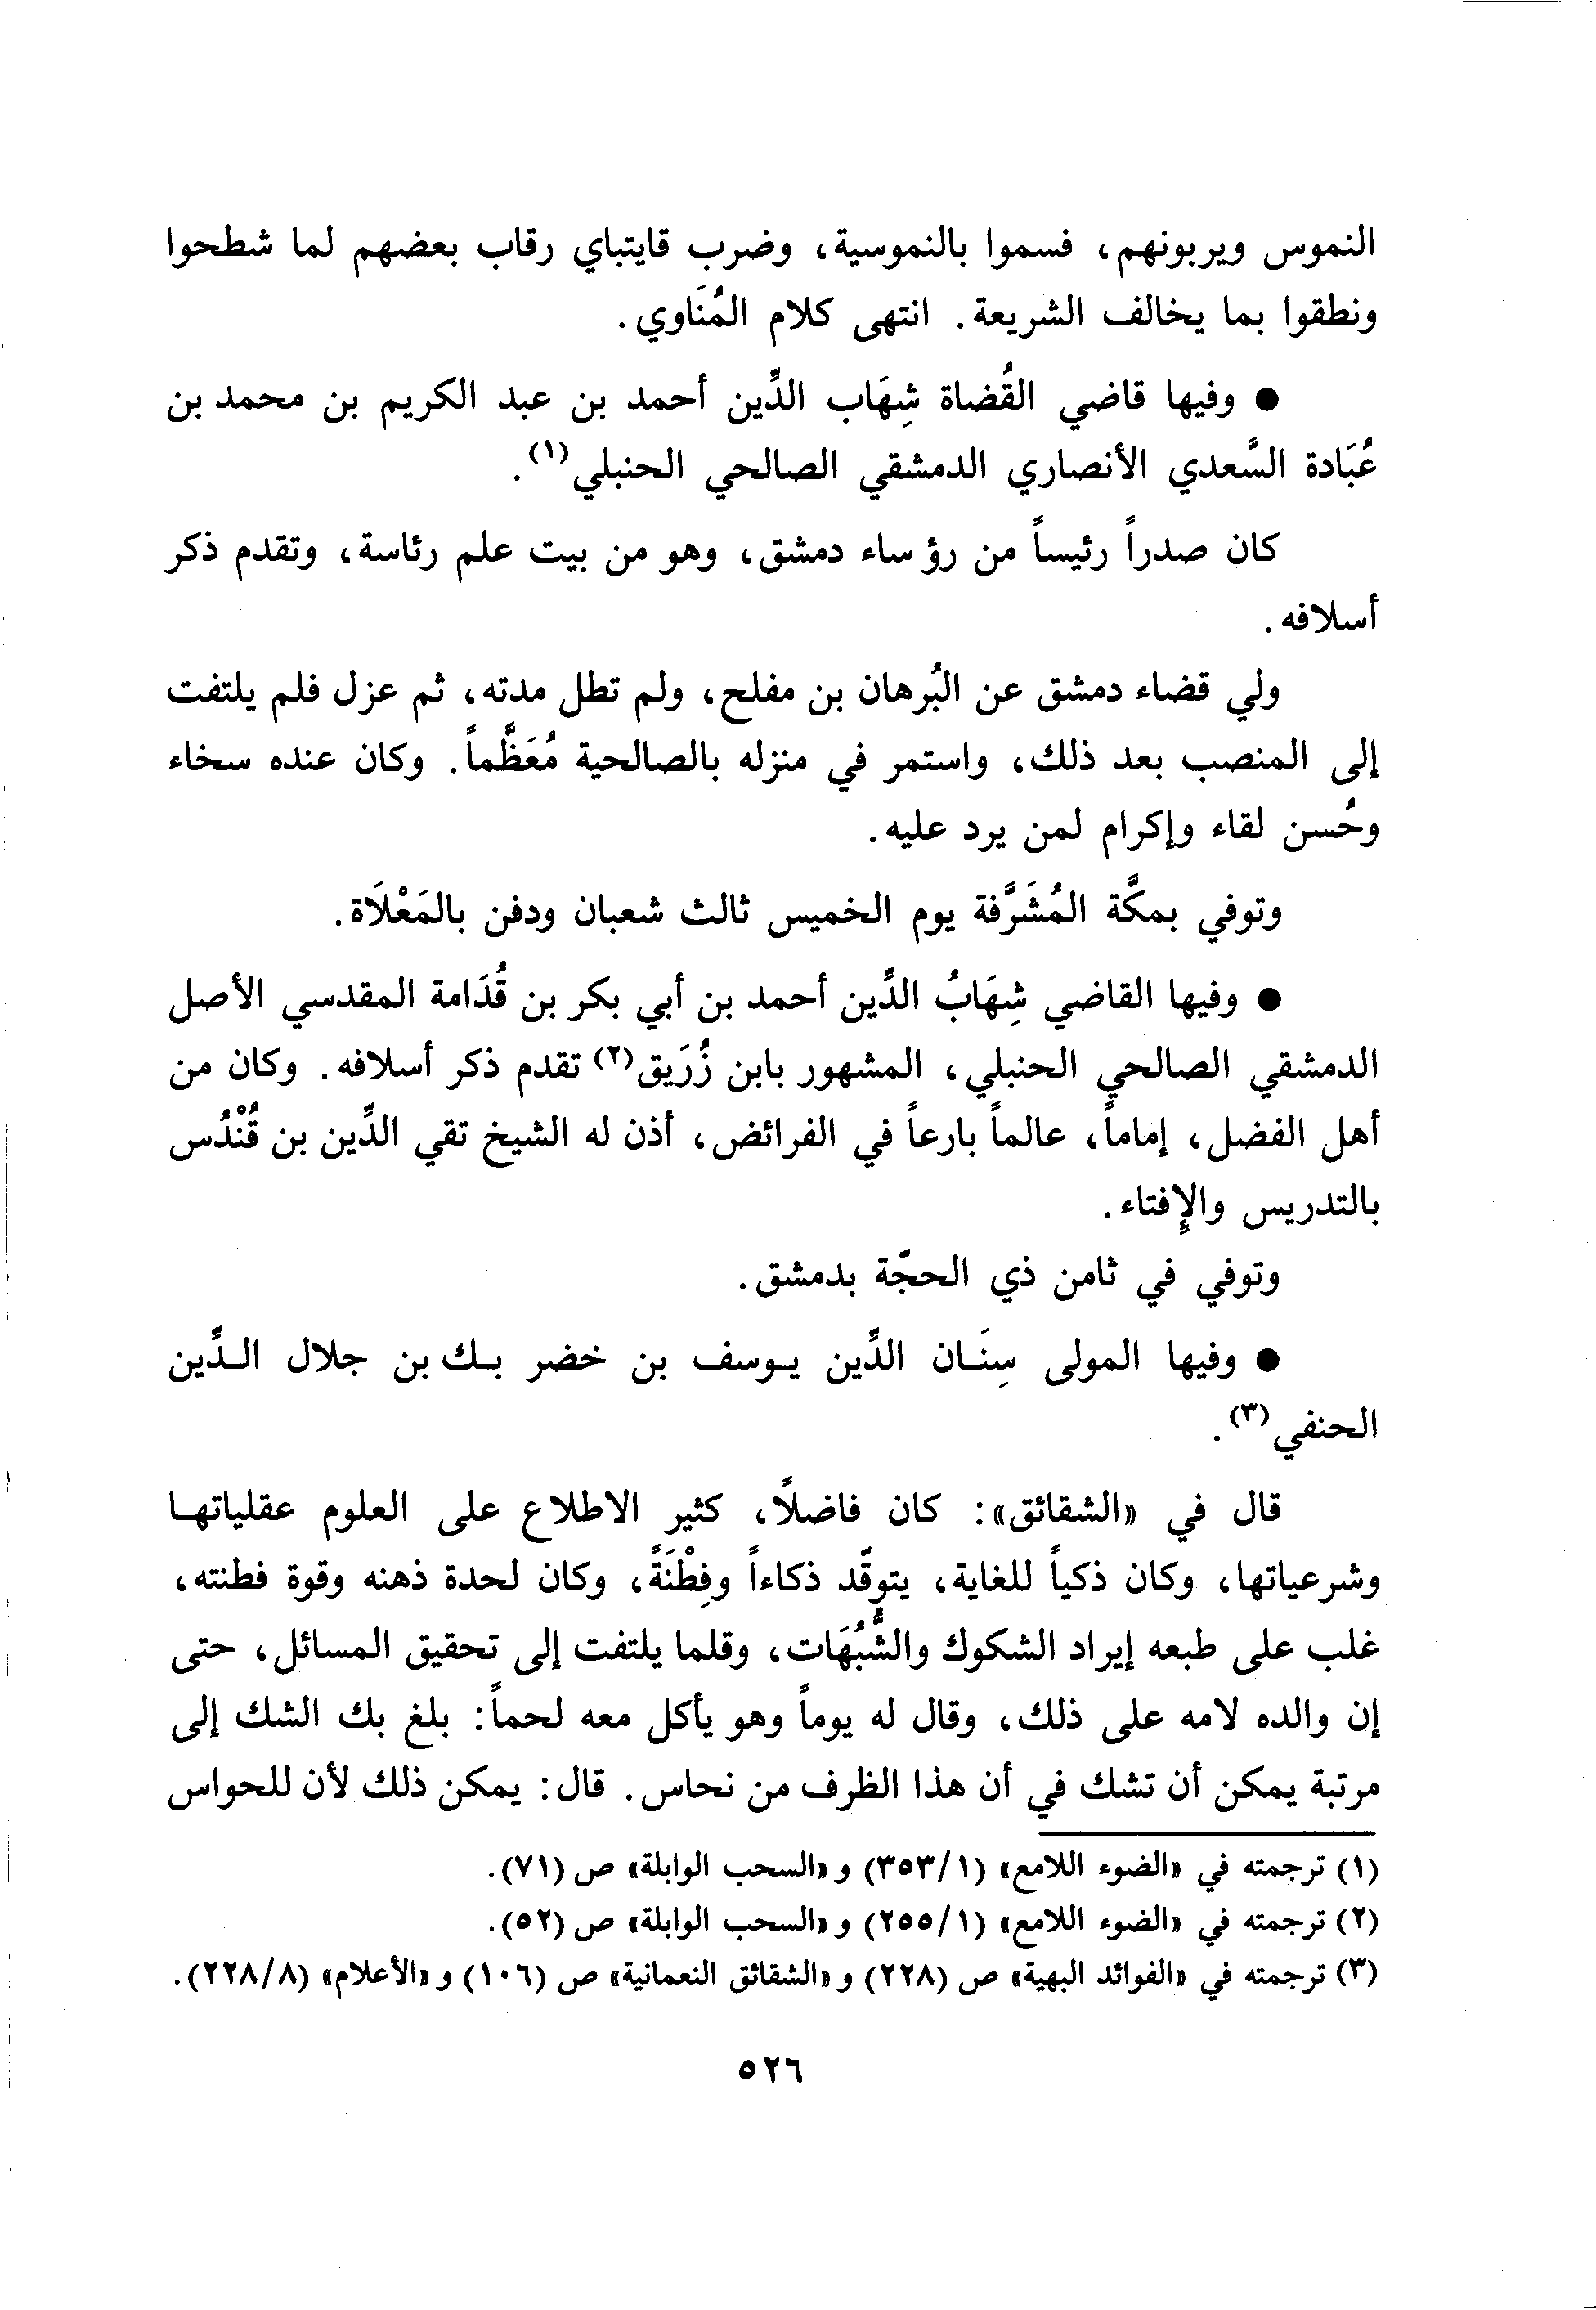 النموس ويربونهم، فسموا بالنموسية، وضرب قايتباي رقاب بعضهم لما شطحوا
ونطقوا بما يخالف الشريعة. انتهى كلام المُنَاوي.
● وفيها قاضي القُضاة شِهَاب الدِّين أحمد بن عبد الكريم بن محمد بن
عُبَادة السَّعدي الأنصاري الدمشقي الصالحي الحنبلي(١).
كان صدراً رئيساً من رؤساء دمشق، وهو من بيت علم رئاسة، وتقدم ذكر
أسلافه.
ولي قضاء دمشق عن البُرهان بن مفلح، ولم تطل مدته، ثم عزل فلم يلتفت
إلى المنصب بعد ذلك، واستمر في منزله بالصالحية مُعَظَّماً. وكان عنده سخاء
وحُسن لقاء وإكرام لمن يرد عليه.
وتوفي بمكَّة المُشَرَّفة يوم الخميس ثالث شعبان ودفن بالمَعْلَاة.
● وفيها القاضي شِهَابُ الدِّين أحمد بن أبي بكر بن قُدَامة المقدسي الأصل
الدمشقي الصالحي الحنبلي، المشهور بابن زُرَيق(٢) تقدم ذكر أسلافه. وكان من
أهل الفضل، إماماً، عالماً بارعاً في الفرائض، أذن له الشيخ تقي الدِّين بن قُنْدُس
بالتدريس والإِفتاء.
وتوفي في ثامن ذي الحجّة بدمشق.
● وفيها المولى سِنَـان الدِّين يـوسف بن خضر بـك بن جلال الـدِّين
الحنفي(٣).
قال في «الشقائق»: كان فاضلاً، كثير الاطلاع على العلوم عقلياتهـا
وشرعياتها، وكان ذكياً للغاية، يتوقّد ذكاءاً وفِطْنَةً، وكان لحدة ذهنه وقوة فطنته،
غلب على طبعه إيراد الشكوك والشُّبُهَات، وقلما يلتفت إلى تحقيق المسائل، حتى
إن والده لامه على ذلك، وقال له يوماً وهو يأكل معه لحماً: بلغ بك الشك إلى
مرتبة يمكن أن تشك في أن هذا الظرف من نحاس. قال: يمكن ذلك لأن للحواس
(١) ترجمته في «الضوء اللامع» (٣٥٣/١) و«السحب الوابلة» ص (٧١).
(٢) ترجمته في «الضوء اللامع» (٢٥٥/١) و«السحب الوابلة» ص (٥٢).
(٣) ترجمته في «الفوائد البهية» ص (٢٢٨) و«الشقائق النعمانية» ص (١٠٦) و«الأعلام» (٢٢٨/٨).
٥٢٦